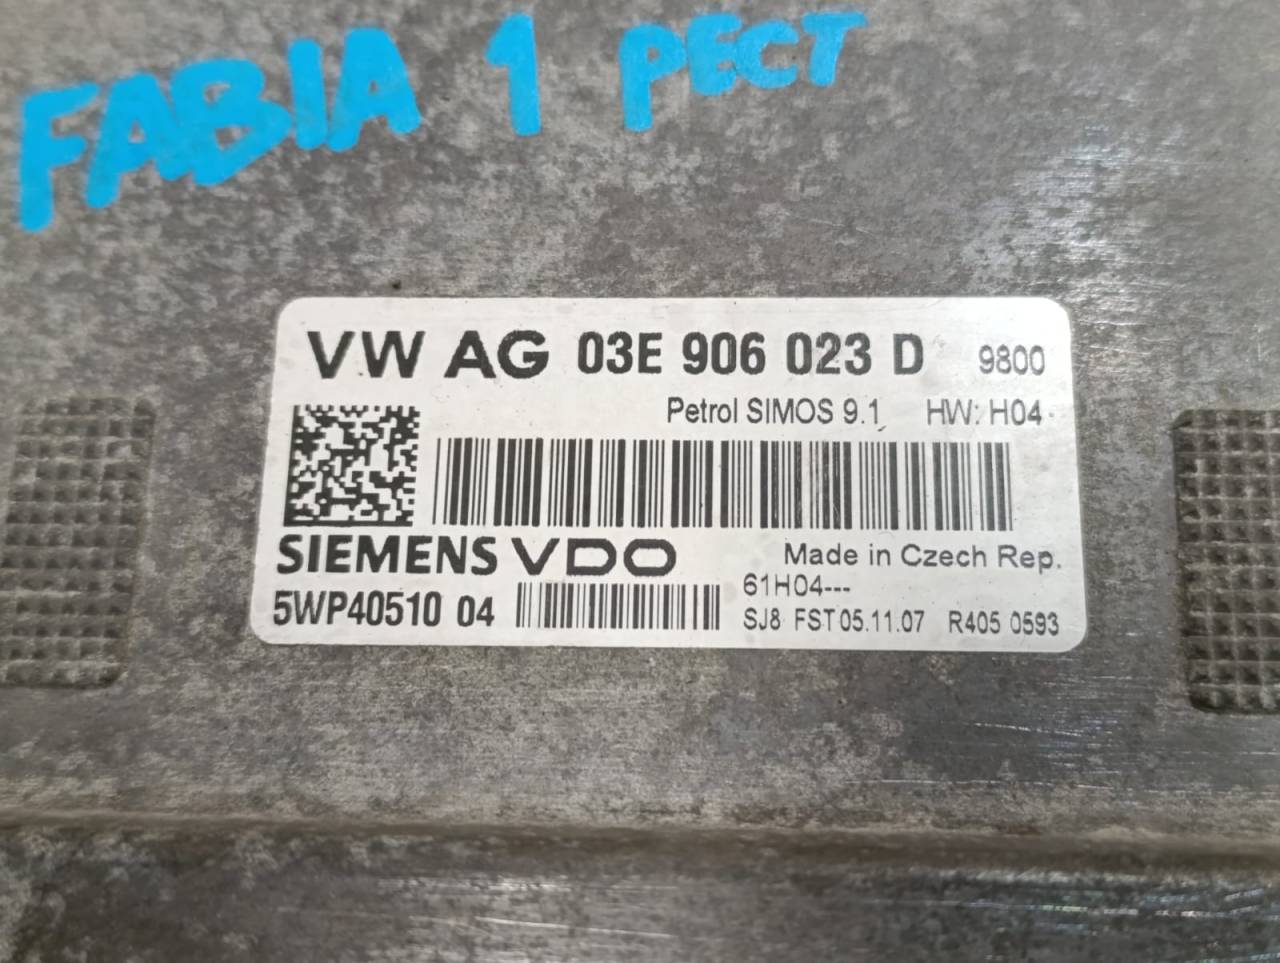 FABIA 1 РЕСТ
VW AG 03E 906 023 D 9800
Petrol SIMOS 9.1 HW: H04
SIEMENS VDO Made in Czech Rep.
61H04---
5WP40510 04 SJ8 FST 05.11.07 R405 0593